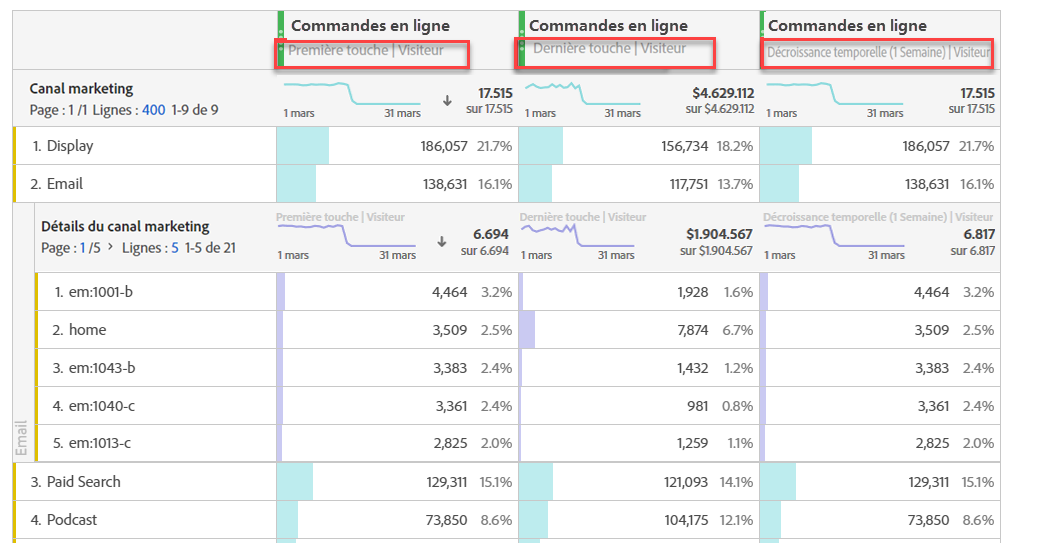 Commandes en ligne Commandes en ligne Commandes en ligne
Première touche | Visiteur Dernière touche | Visiteur Décroissance temporelle (1 Semaine) | Visiteur
Canal marketing 17.515 $4.629.112 17.515
Page : 1 /1 Lignes : 400 1-9 de 9 sur 17.515 sur $4.629.112 sur 17.515
1 mars 31 mars 1 mars 31 mars 1 mars 31 mars
1. Display 186,057 21.7% 156,734 18.2% 186,057 21.7%
2. Email 138,631 16.1% 117,751 13.7% 138,631 16.1%
Première touche | Visiteur Dernière touche | Visiteur Décroissance temporelle (1 Semaine) | Visiteur
Détails du canal marketing 6.694 $1.904.567 6.817
Page : 1 /5 > Lignes : 5 1-5 de 21 sur 6.694 sur $1.904.567 sur 6.817
1 mars 31 mars 1 mars 31 mars 1 mars 31 mars
1. em:1001-b 4,464 3.2% 1,928 1.6% 4,464 3.2%
2. home 3,509 2.5% 7,874 6.7% 3,509 2.5%
3. em:1043-b 3,383 2.4% 1,432 1.2% 3,383 2.4%
4. em:1040-c 3,361 2.4% 981 0.8% 3,361 2.4%
5. em:1013-c 2,825 2.0% 1,259 1.1% 2,825 2.0%
Email
3. Paid Search 129,311 15.1% 121,093 14.1% 129,311 15.1%
4. Podcast 73,850 8.6% 104,175 12.1% 73,850 8.6%